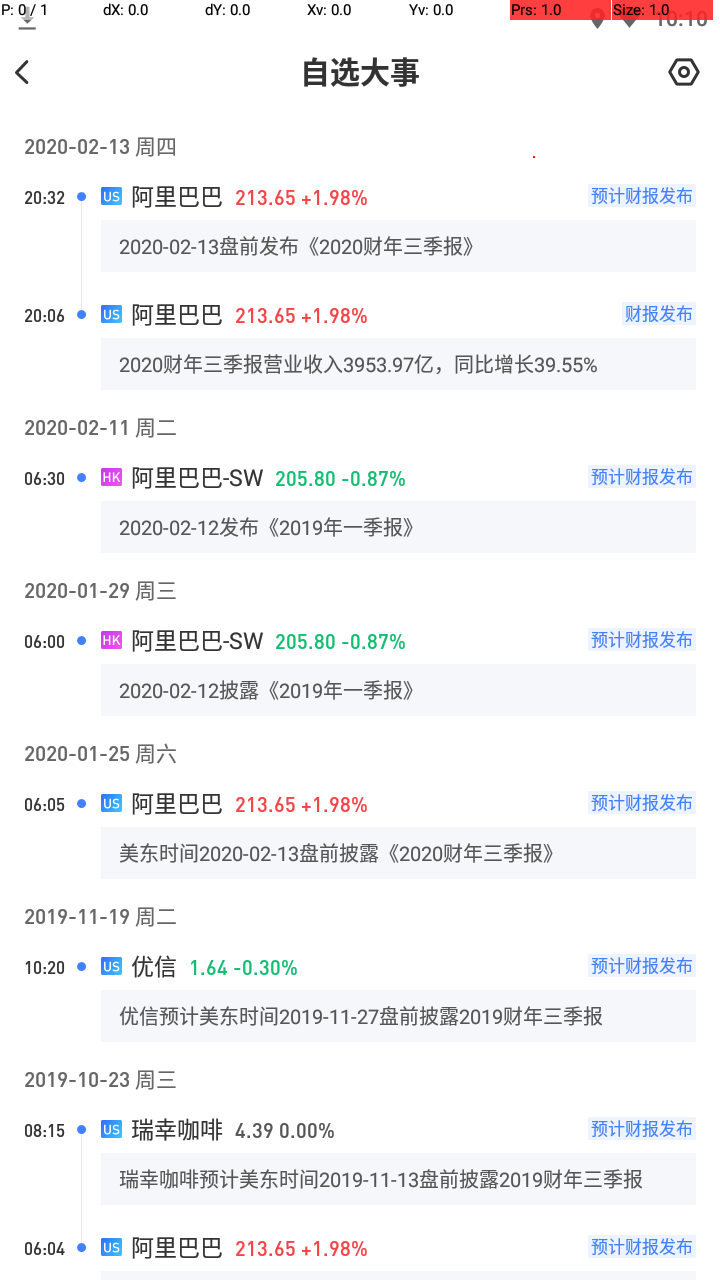 P: 0 / 1 dX: 0.0 dY: 0.0 Xv: 0.0 Yv: 0.0 Prs: 1.0 Size: 1.0
10:10
自选大事
2020-02-13 周四
20:32 US 阿里巴巴 213.65 +1.98% 预计财报发布
2020-02-13盘前发布《2020财年三季报》
20:06 US 阿里巴巴 213.65 +1.98% 财报发布
2020财年三季报营业收入3953.97亿，同比增长39.55%
2020-02-11 周二
06:30 HK 阿里巴巴-SW 205.80 -0.87% 预计财报发布
2020-02-12发布《2019年一季报》
2020-01-29 周三
06:00 HK 阿里巴巴-SW 205.80 -0.87% 预计财报发布
2020-02-12披露《2019年一季报》
2020-01-25 周六
06:05 US 阿里巴巴 213.65 +1.98% 预计财报发布
美东时间2020-02-13盘前披露《2020财年三季报》
2019-11-19 周二
10:20 US 优信 1.64 -0.30% 预计财报发布
优信预计美东时间2019-11-27盘前披露2019财年三季报
2019-10-23 周三
08:15 US 瑞幸咖啡 4.39 0.00% 预计财报发布
瑞幸咖啡预计美东时间2019-11-13盘前披露2019财年三季报
06:04 US 阿里巴巴 213.65 +1.98% 预计财报发布